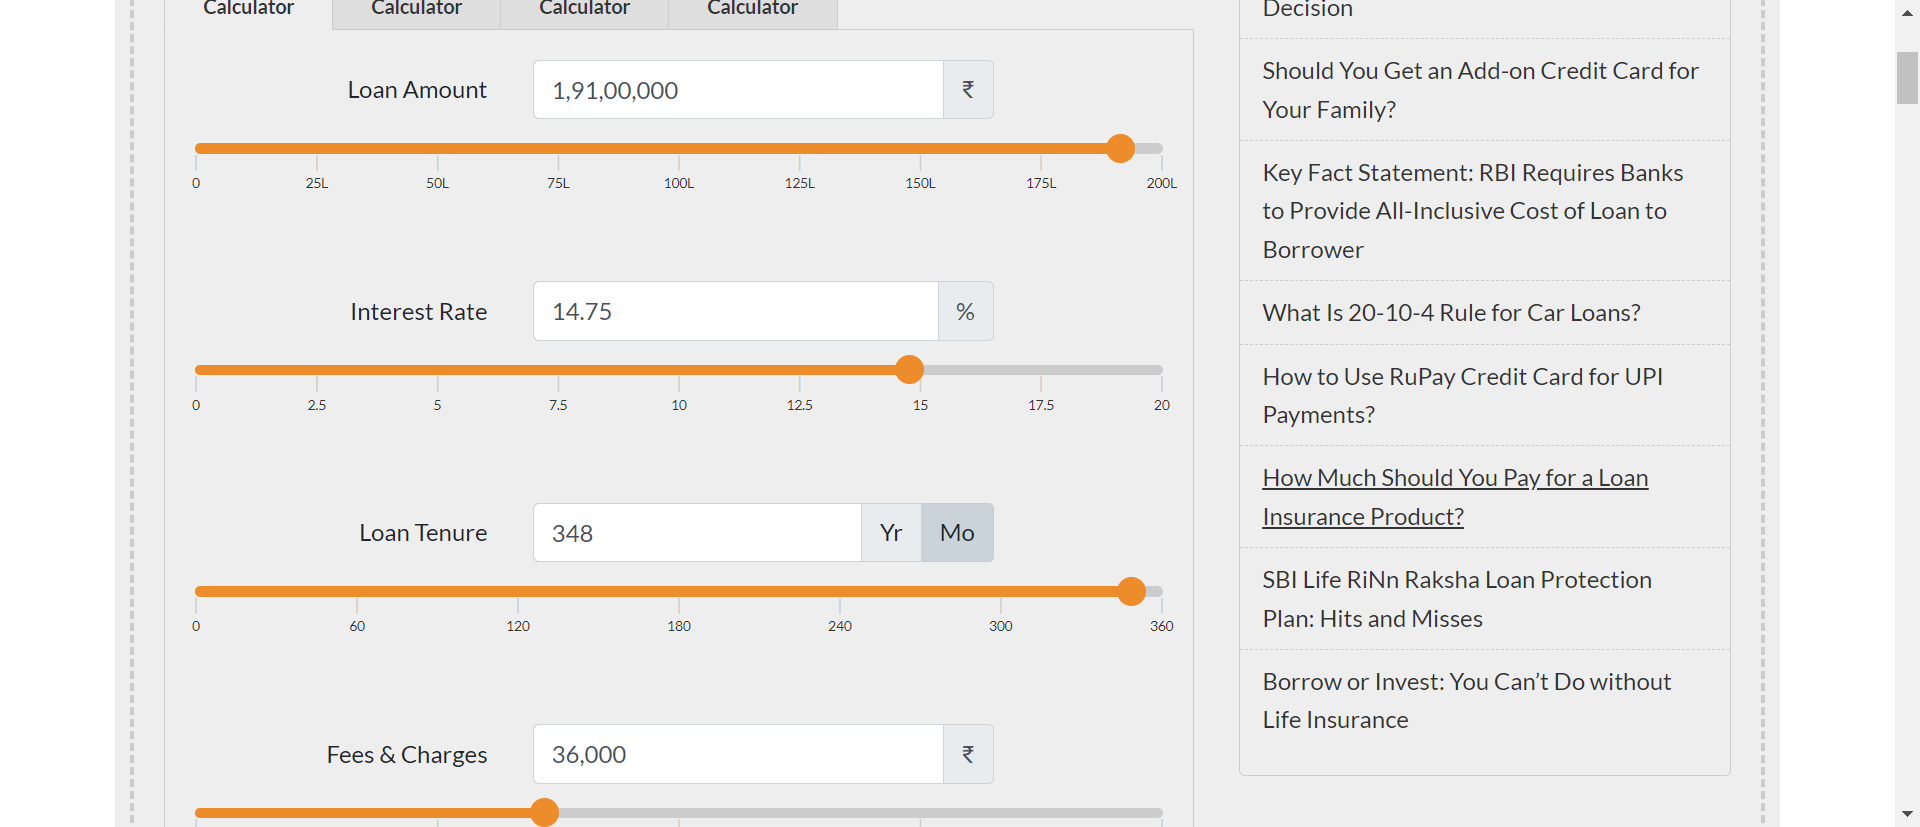 Calculator Calculator Calculator Calculator
Loan Amount 1,91,00,000 ₹
0 25L 50L 75L 100L 125L 150L 175L 200L
Interest Rate 14.75 %
0 2.5 5 7.5 10 12.5 15 17.5 20
Loan Tenure 348 Yr Mo
0 60 120 180 240 300 360
Fees & Charges 36,000 ₹
Decision
Should You Get an Add-on Credit Card for
Your Family?
Key Fact Statement: RBI Requires Banks
to Provide All-Inclusive Cost of Loan to
Borrower
What Is 20-10-4 Rule for Car Loans?
How to Use RuPay Credit Card for UPI
Payments?
How Much Should You Pay for a Loan
Insurance Product?
SBI Life RiNn Raksha Loan Protection
Plan: Hits and Misses
Borrow or Invest: You Can’t Do without
Life Insurance